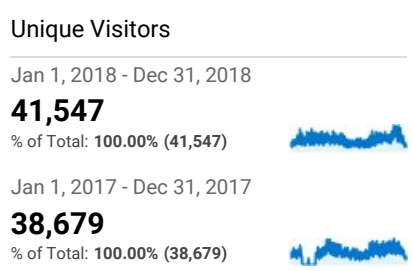 Unique Visitors
Jan 1, 2018 - Dec 31, 2018
41,547
% of Total: 100.00% (41,547)
Jan 1, 2017 - Dec 31, 2017
38,679
% of Total: 100.00% (38,679)